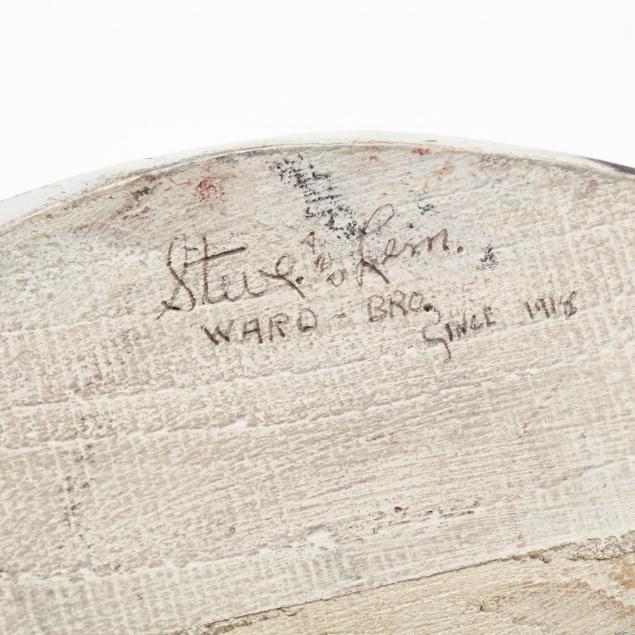 Steve. & Lem.
WARD - BRO.
SINCE 1918